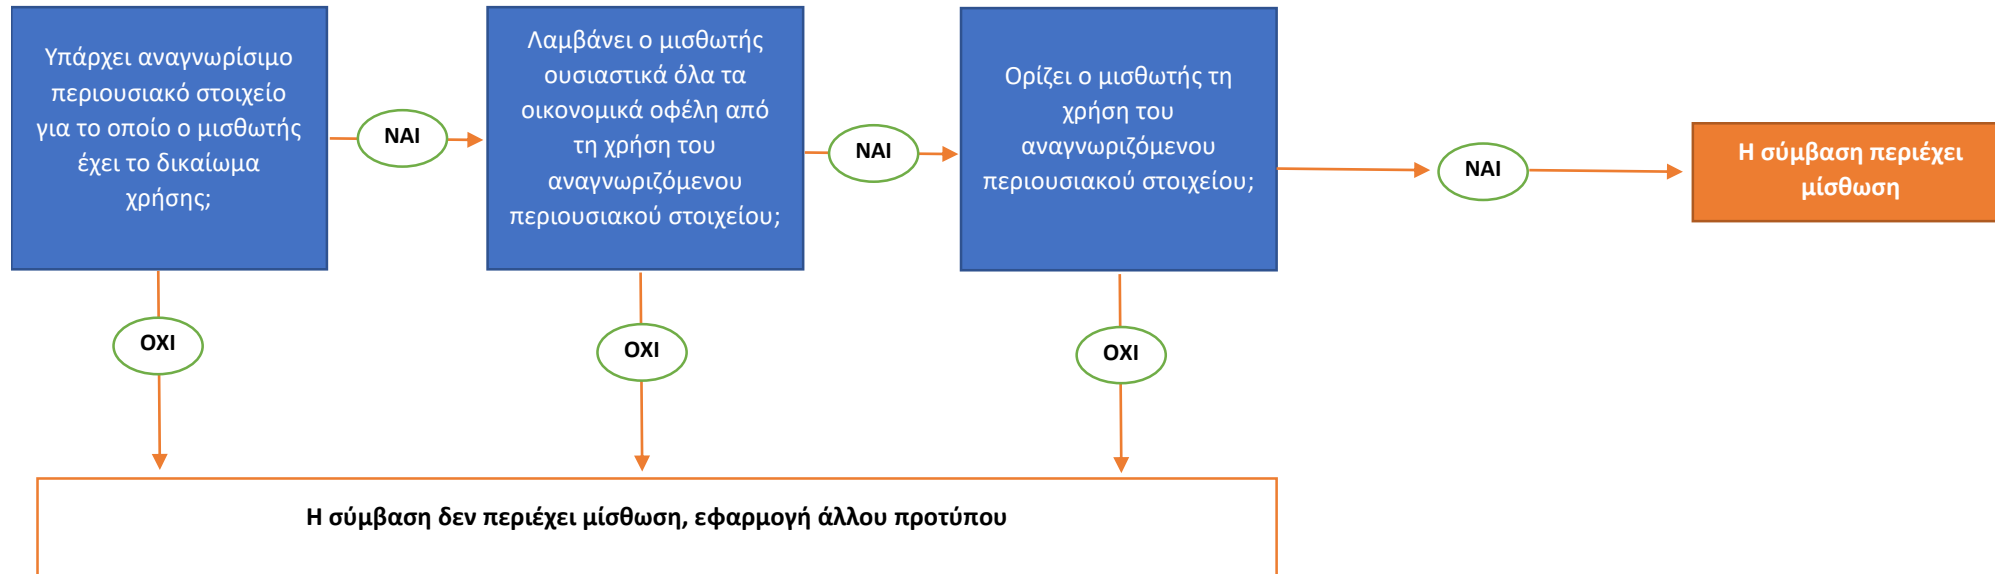 Υπάρχει αναγνωρίσιμο
περιουσιακό στοιχείο
για το οποίο ο μισθωτής
έχει το δικαίωμα
χρήσης;
ΝΑΙ
Λαμβάνει ο μισθωτής
ουσιαστικά όλα τα
οικονομικά οφέλη από
τη χρήση του
αναγνωριζόμενου
περιουσιακού στοιχείου;
ΝΑΙ
Ορίζει ο μισθωτής τη
χρήση του
αναγνωριζόμενου
περιουσιακού στοιχείου;
ΝΑΙ
Η σύμβαση περιέχει
μίσθωση
ΟΧΙ
ΟΧΙ
ΟΧΙ
Η σύμβαση δεν περιέχει μίσθωση, εφαρμογή άλλου προτύπου